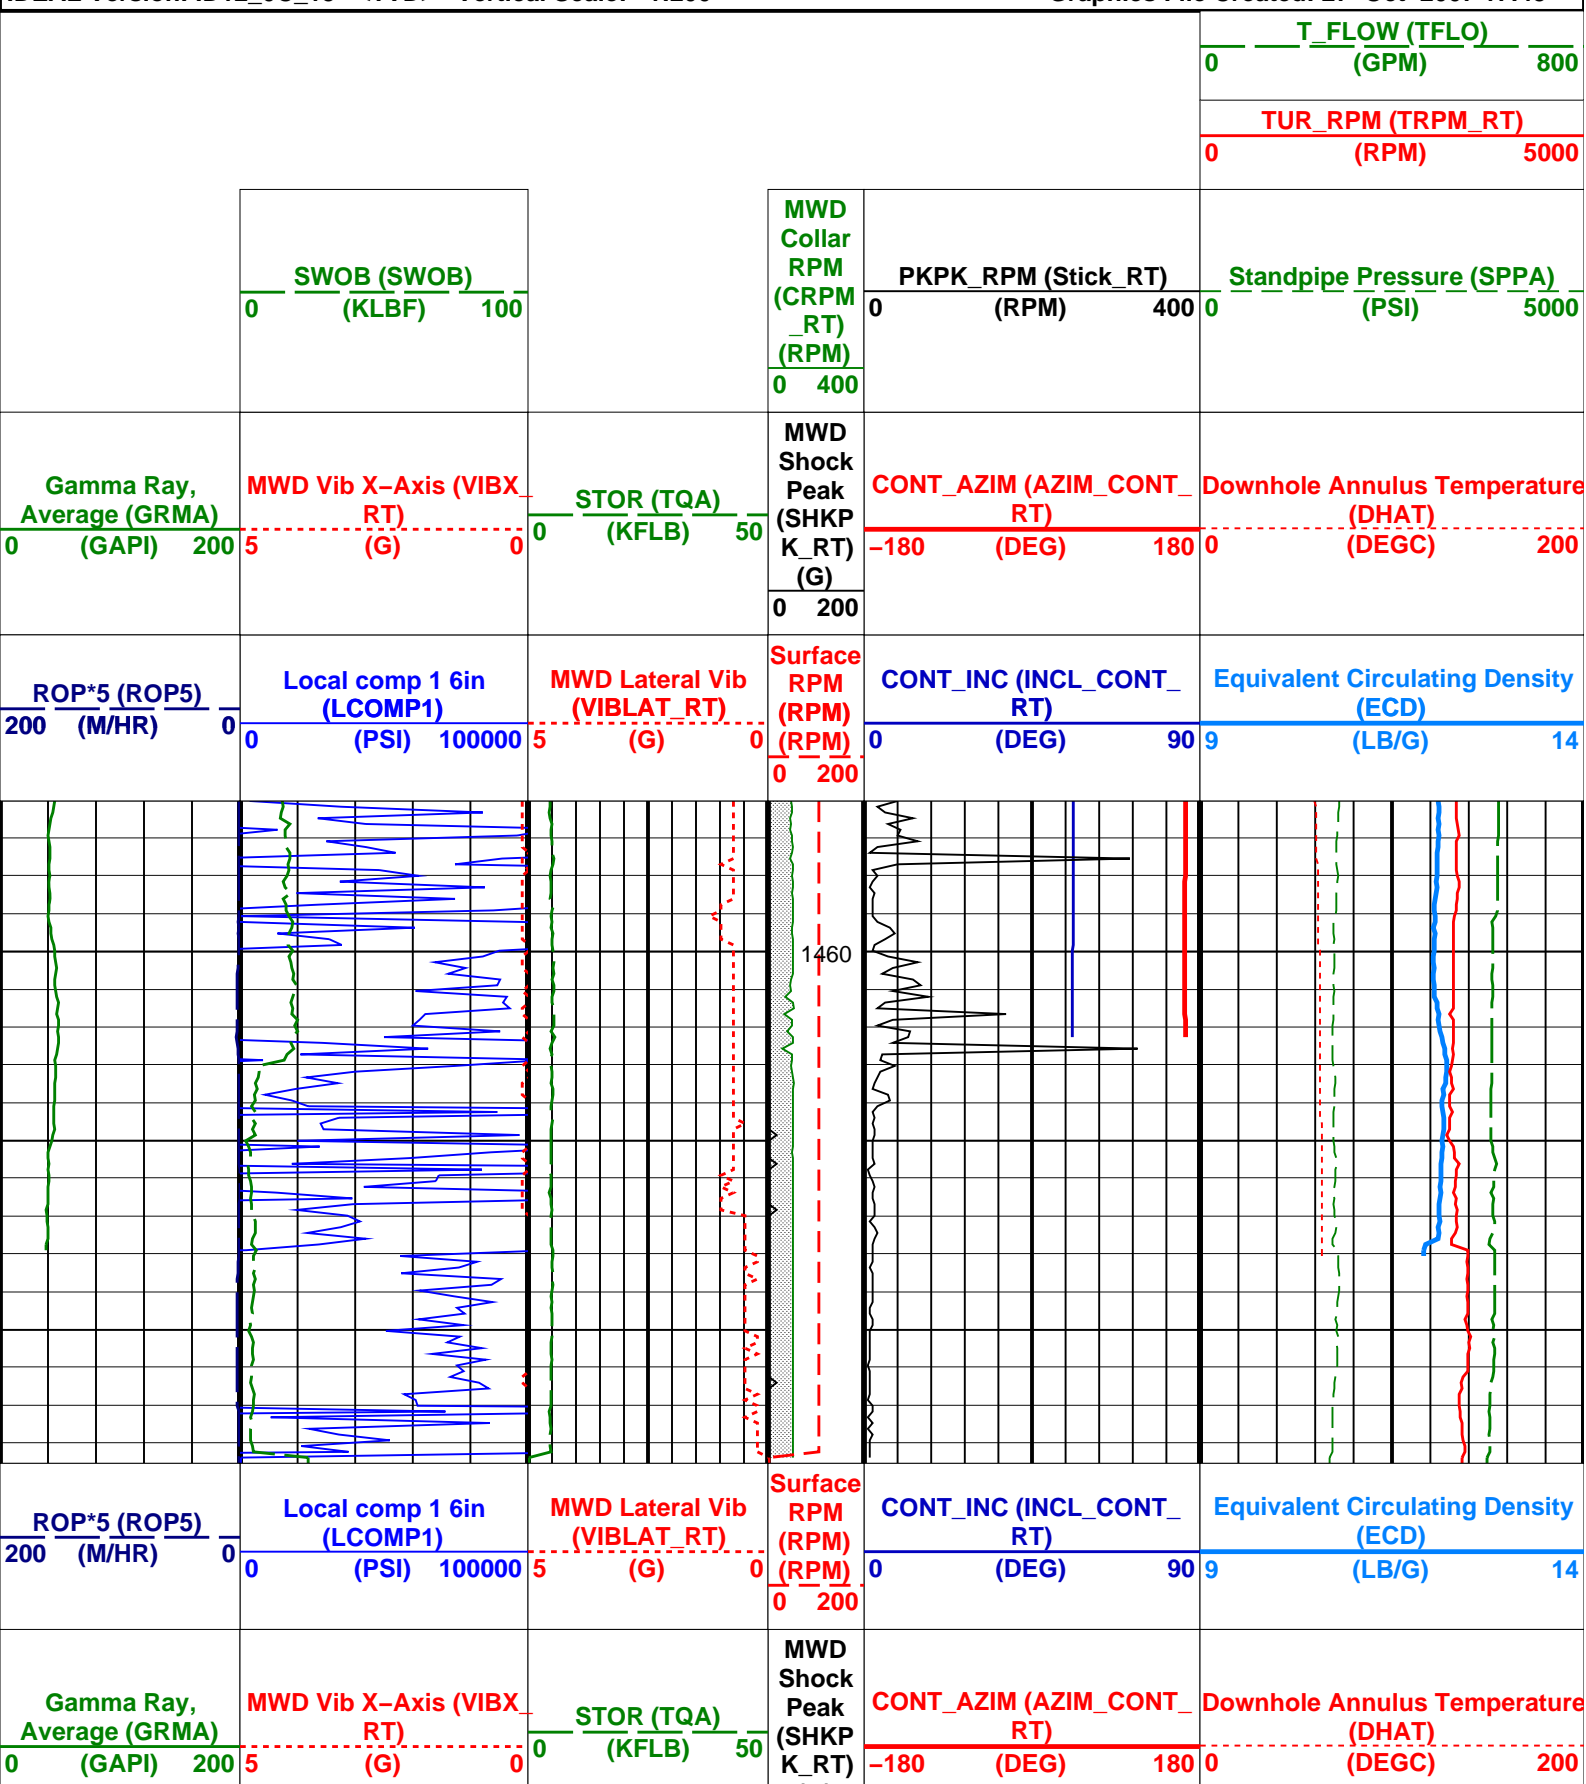 T_FLOW (TFLO)
0 (GPM) 800
TUR_RPM (TRPM_RT)
0 (RPM) 5000
SWOB (SWOB)
0 (KLBF) 100
MWD
Collar
RPM
(CRPM
_RT)
(RPM)
0 400
PKPK_RPM (Stick_RT)
0 (RPM) 400
Standpipe Pressure (SPPA)
0 (PSI) 5000
Gamma Ray,
Average (GRMA)
0 (GAPI) 200
MWD Vib X−Axis (VIBX_
RT)
5 (G) 0
STOR (TQA)
0 (KFLB) 50
MWD
Shock
Peak
(SHKP
K_RT)
(G)
0 200
CONT_AZIM (AZIM_CONT_
RT)
−180 (DEG) 180
Downhole Annulus Temperature
(DHAT)
0 (DEGC) 200
ROP*5 (ROP5)
200 (M/HR) 0
Local comp 1 6in
(LCOMP1)
0 (PSI) 100000
MWD Lateral Vib
(VIBLAT_RT)
5 (G) 0
Surface
RPM
(RPM)
(RPM)
0 200
CONT_INC (INCL_CONT_
RT)
0 (DEG) 90
Equivalent Circulating Density
(ECD)
9 (LB/G) 14
1460
ROP*5 (ROP5)
200 (M/HR) 0
Local comp 1 6in
(LCOMP1)
0 (PSI) 100000
MWD Lateral Vib
(VIBLAT_RT)
5 (G) 0
Surface
RPM
(RPM)
(RPM)
0 200
CONT_INC (INCL_CONT_
RT)
0 (DEG) 90
Equivalent Circulating Density
(ECD)
9 (LB/G) 14
Gamma Ray,
Average (GRMA)
0 (GAPI) 200
MWD Vib X−Axis (VIBX_
RT)
5 (G) 0
STOR (TQA)
0 (KFLB) 50
MWD
Shock
Peak
(SHKP
K_RT)
CONT_AZIM (AZIM_CONT_
RT)
−180 (DEG) 180
Downhole Annulus Temperature
(DHAT)
0 (DEGC) 200